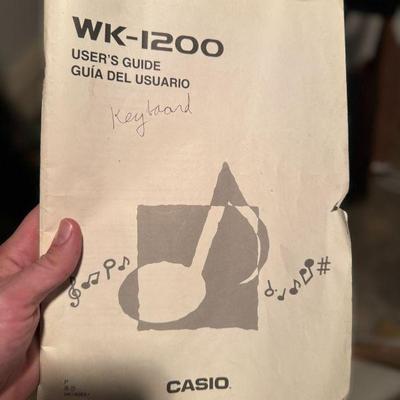 WK-1200
USER'S GUIDE
GUÍA DEL USUARIO
Keyboard
CASIO
P